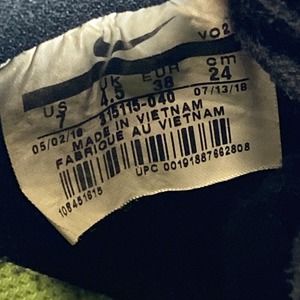 VO2
US UK EUR cm
7 4.5 38 24
315115-040
05/02/18 07/13/18
MADE IN VIETNAM
FABRIQUE AU VIETNAM
UPC 00191887662808
108451615